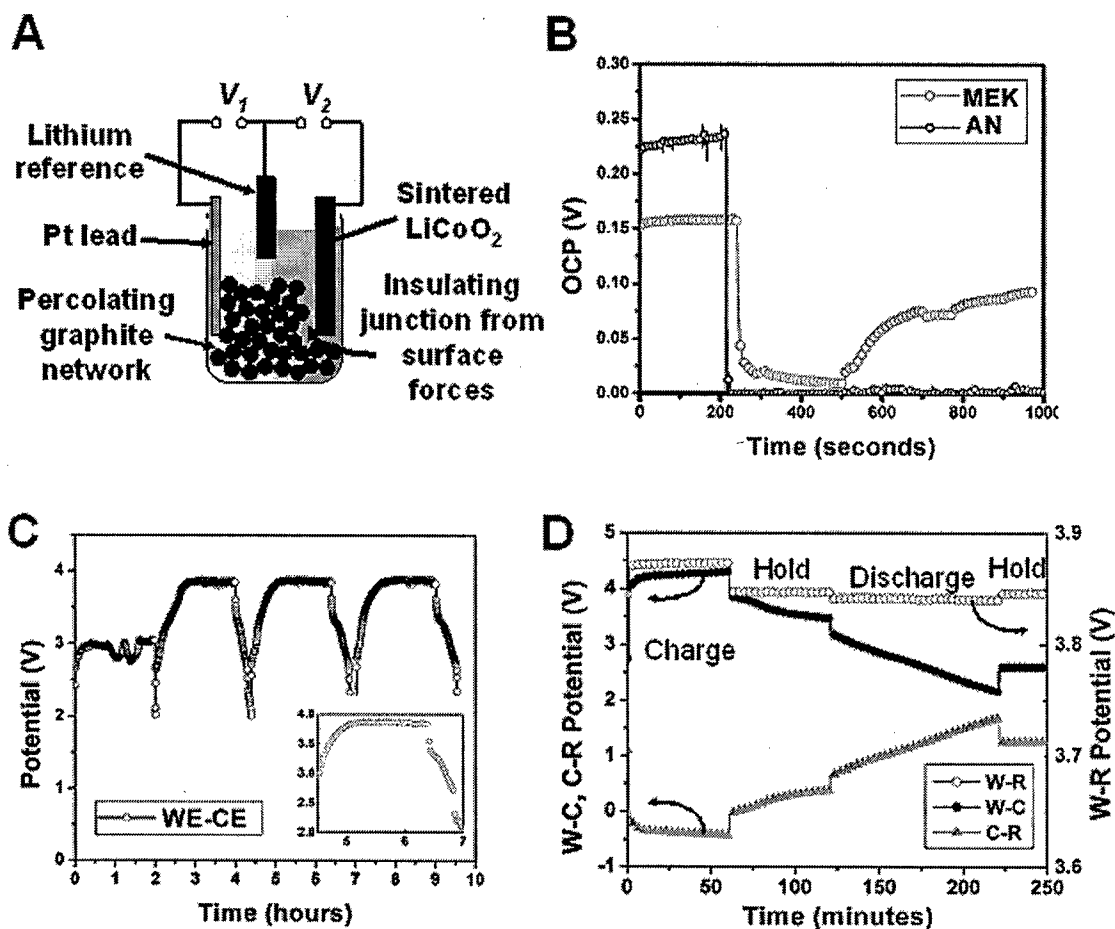 A
V1 V2
Lithium
reference
Sintered
LiCoO2
Pt lead
Percolating
graphite
network
Insulating
junction from
surface
forces
B
OCP (V)
0.30
0.25
0.20
0.15
0.10
0.05
0.00
MEK
AN
0 200 400 600 800 1000
Time (seconds)
C
Potential (V)
4
3
2
1
0
WE-CE
4.0
3.5
3.0
2.5
2.0
5 6 7
0 1 2 3 4 5 6 7 8 9 10
Time (hours)
D
W-C, C-R Potential (V)
5
4
3
2
1
0
-1
Charge
Hold
Discharge
Hold
W-R
W-C
C-R
3.9
3.8
3.7
3.6
W-R Potential (V)
0 50 100 150 200 250
Time (minutes)